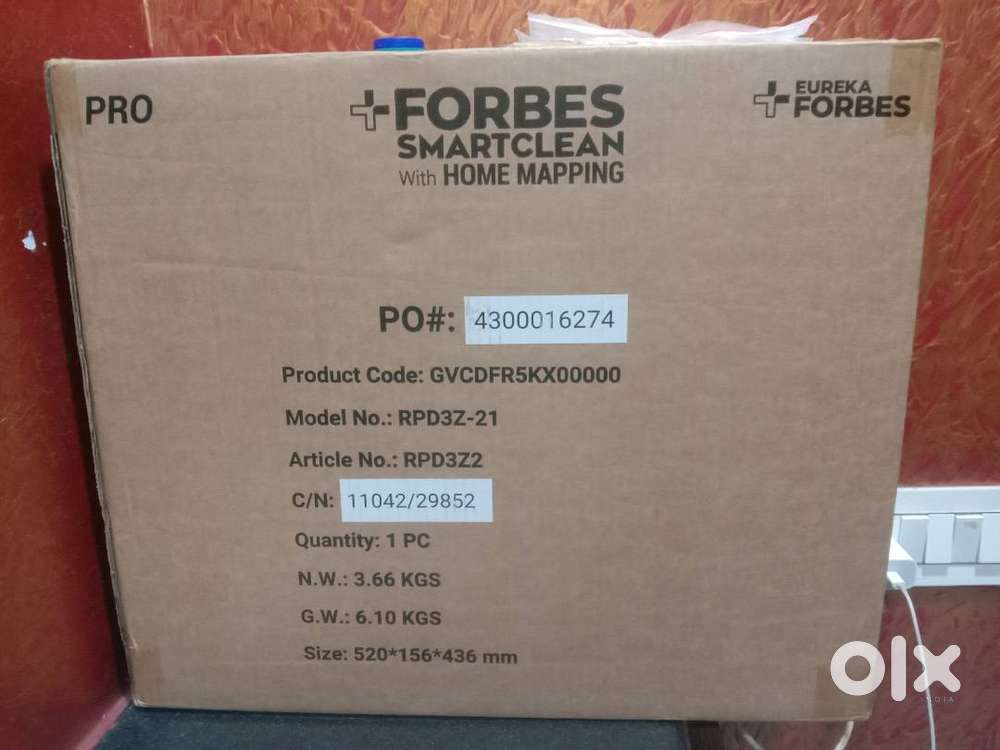 PRO
FORBES
SMARTCLEAN
With HOME MAPPING
EUREKA
FORBES
PO#: 4300016274
Product Code: GVCDFR5KX00000
Model No.: RPD3Z-21
Article No.: RPD3Z2
C/N: 11042/29852
Quantity: 1 PC
N.W.: 3.66 KGS
G.W.: 6.10 KGS
Size: 520*156*436 mm
olx
INDIA